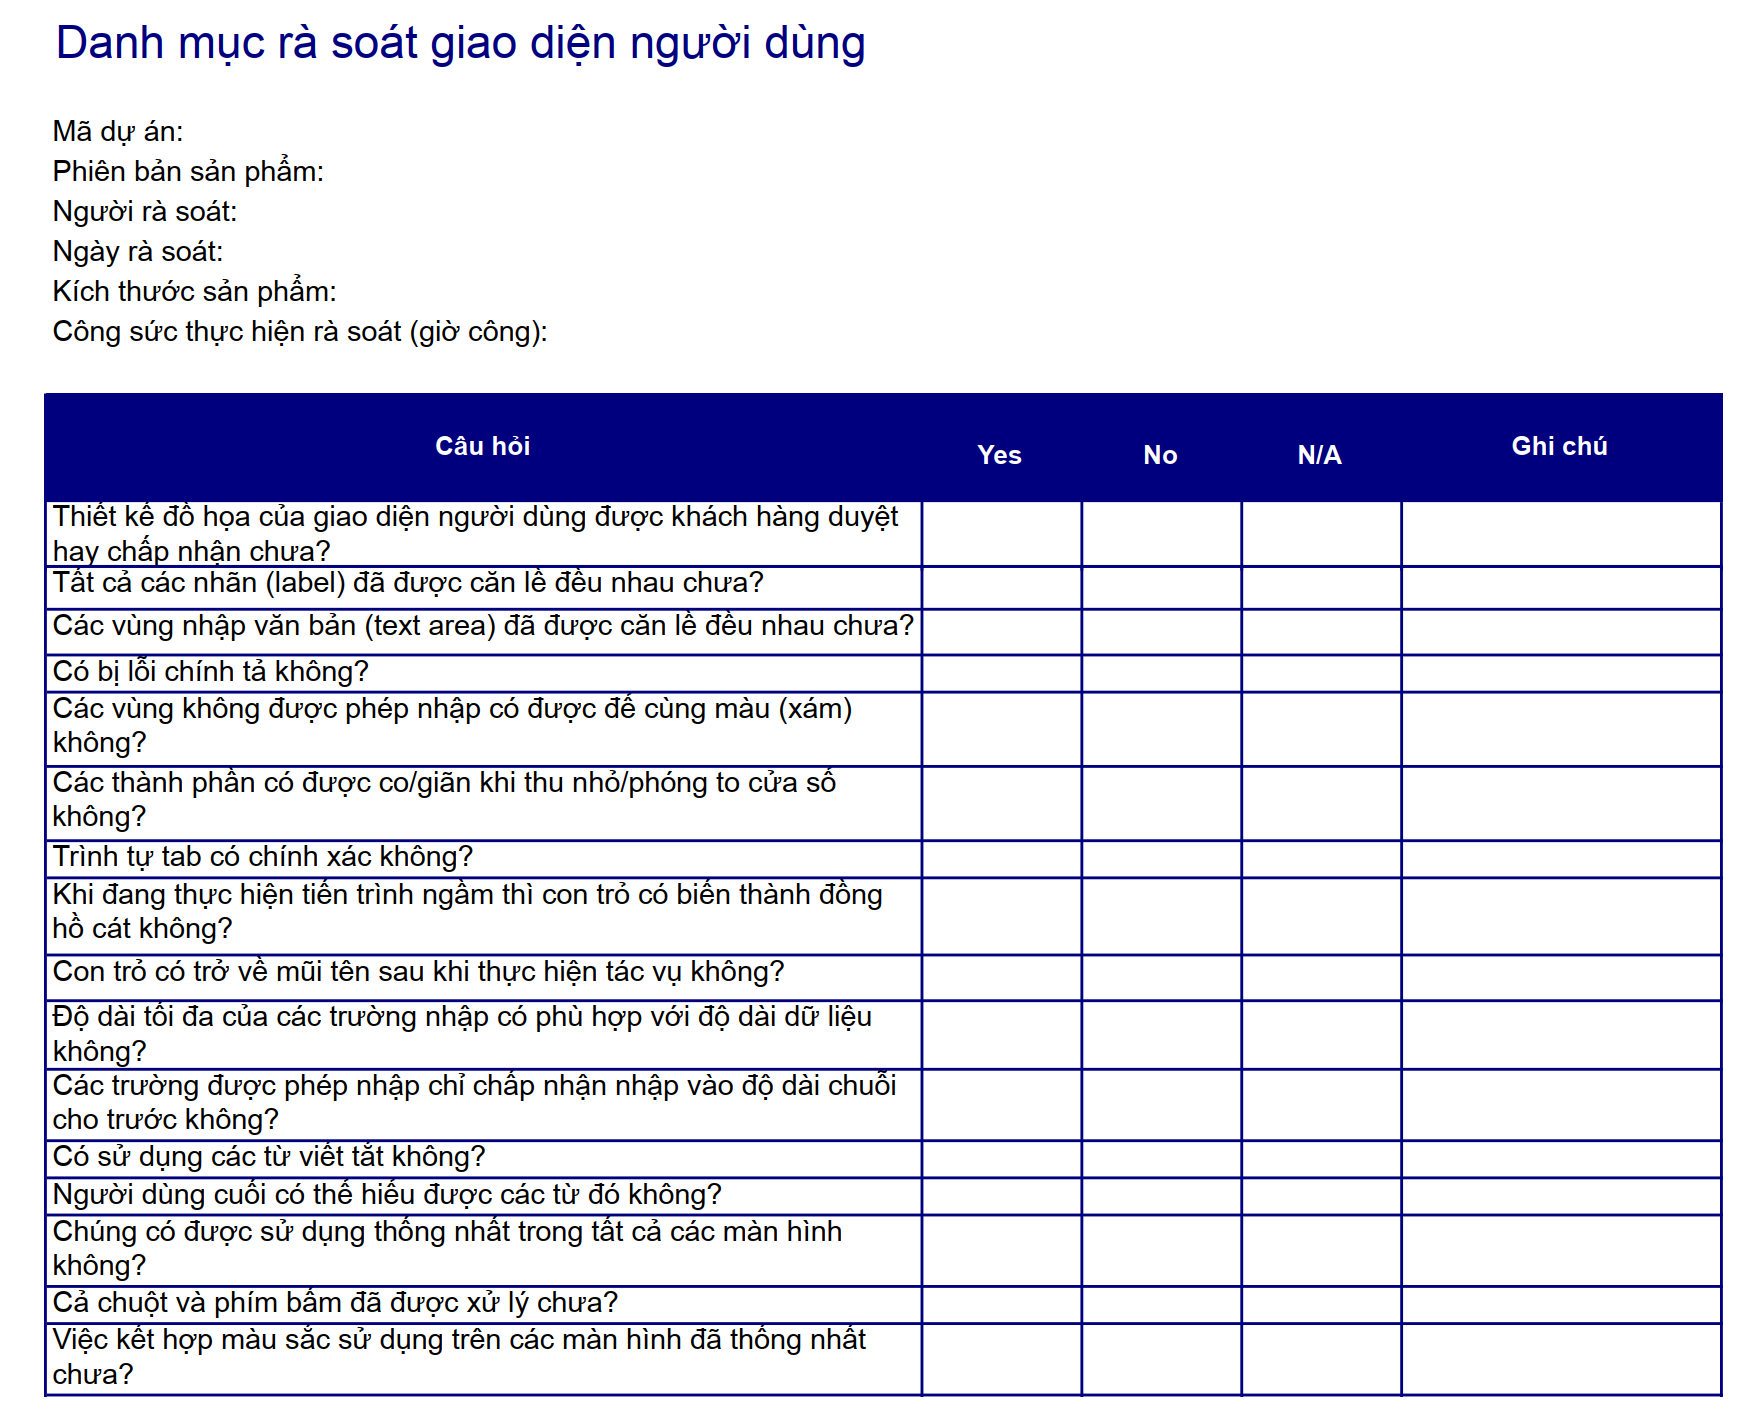 Danh mục rà soát giao diện người dùng
Mã dự án:
Phiên bản sản phẩm:
Người rà soát:
Ngày rà soát:
Kích thước sản phẩm:
Công sức thực hiện rà soát (giờ công):
Câu hỏi Yes No N/A Ghi chú
Thiết kế đồ họa của giao diện người dùng được khách hàng duyệt
hay chấp nhận chưa?
Tất cả các nhãn (label) đã được căn lề đều nhau chưa?
Các vùng nhập văn bản (text area) đã được căn lề đều nhau chưa?
Có bị lỗi chính tả không?
Các vùng không được phép nhập có được để cùng màu (xám)
không?
Các thành phần có được co/giãn khi thu nhỏ/phóng to cửa sổ
không?
Trình tự tab có chính xác không?
Khi đang thực hiện tiến trình ngầm thì con trỏ có biến thành đồng
hồ cát không?
Con trỏ có trở về mũi tên sau khi thực hiện tác vụ không?
Độ dài tối đa của các trường nhập có phù hợp với độ dài dữ liệu
không?
Các trường được phép nhập chỉ chấp nhận nhập vào độ dài chuỗi
cho trước không?
Có sử dụng các từ viết tắt không?
Người dùng cuối có thể hiểu được các từ đó không?
Chúng có được sử dụng thống nhất trong tất cả các màn hình
không?
Cả chuột và phím bấm đã được xử lý chưa?
Việc kết hợp màu sắc sử dụng trên các màn hình đã thống nhất
chưa?